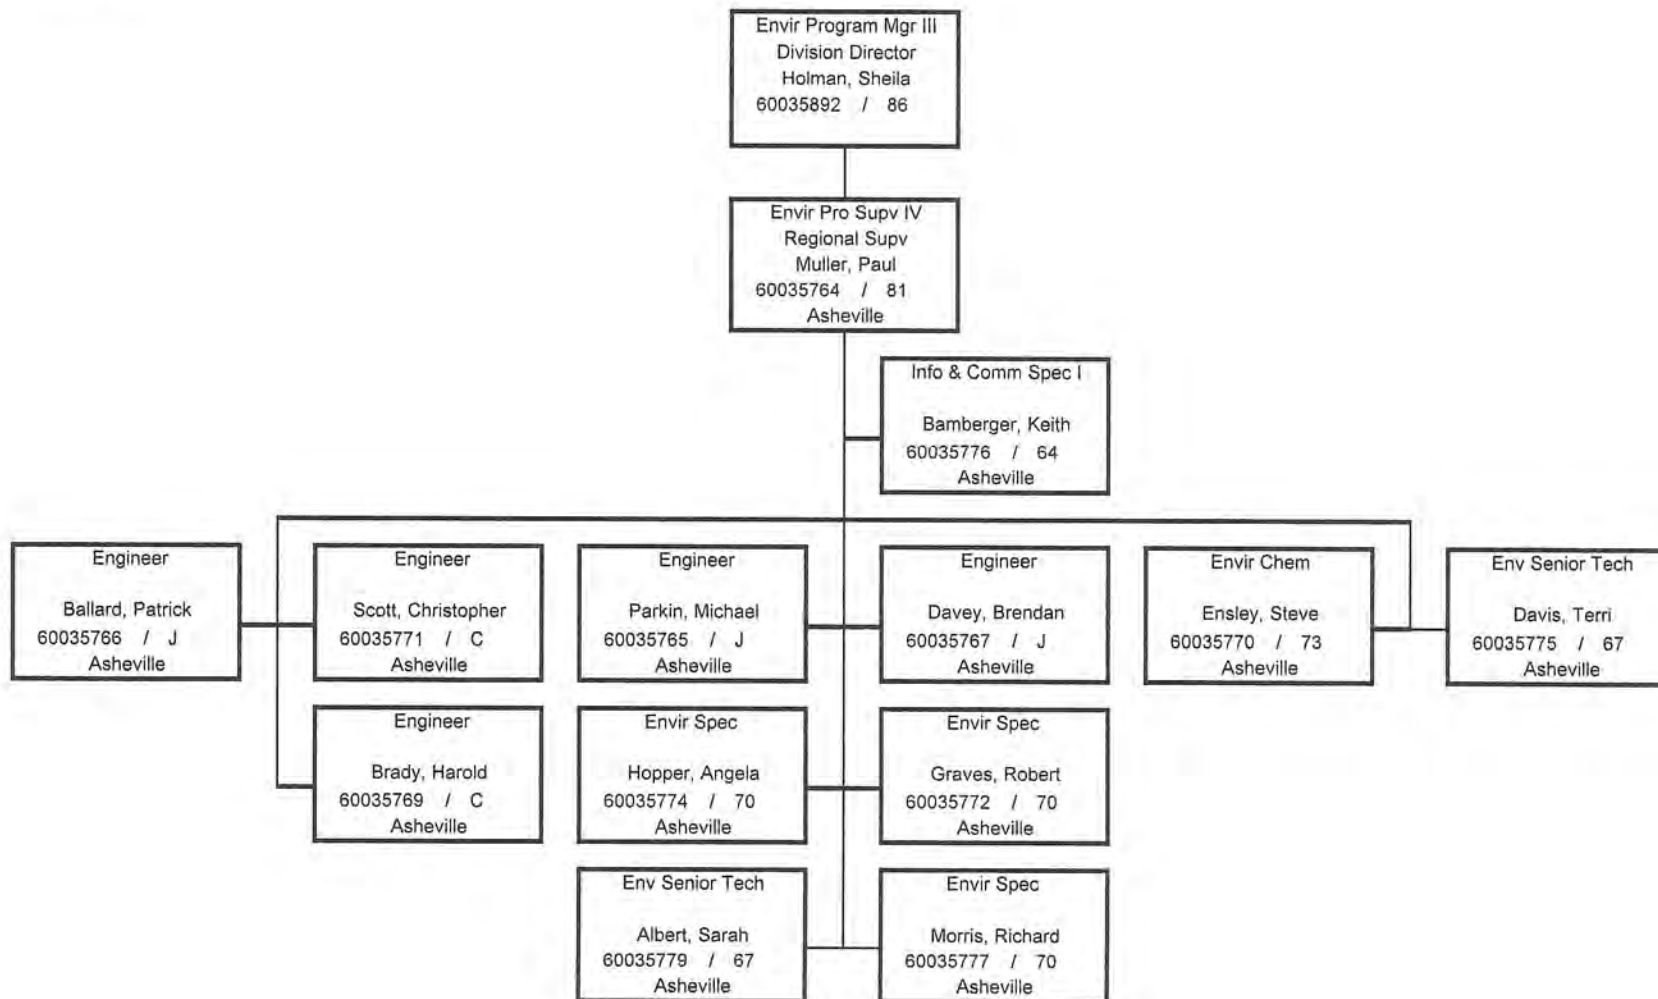 Envir Program Mgr III
Division Director
Holman, Sheila
60035892 / 86
Envir Pro Supv IV
Regional Supv
Muller, Paul
60035764 / 81
Asheville
Info & Comm Spec I
Bamberger, Keith
60035776 / 64
Asheville
Engineer
Ballard, Patrick
60035766 / J
Asheville
Engineer
Scott, Christopher
60035771 / C
Asheville
Engineer
Parkin, Michael
60035765 / J
Asheville
Engineer
Davey, Brendan
60035767 / J
Asheville
Envir Chem
Ensley, Steve
60035770 / 73
Asheville
Env Senior Tech
Davis, Terri
60035775 / 67
Asheville
Engineer
Brady, Harold
60035769 / C
Asheville
Envir Spec
Hopper, Angela
60035774 / 70
Asheville
Envir Spec
Graves, Robert
60035772 / 70
Asheville
Env Senior Tech
Albert, Sarah
60035779 / 67
Asheville
Envir Spec
Morris, Richard
60035777 / 70
Asheville